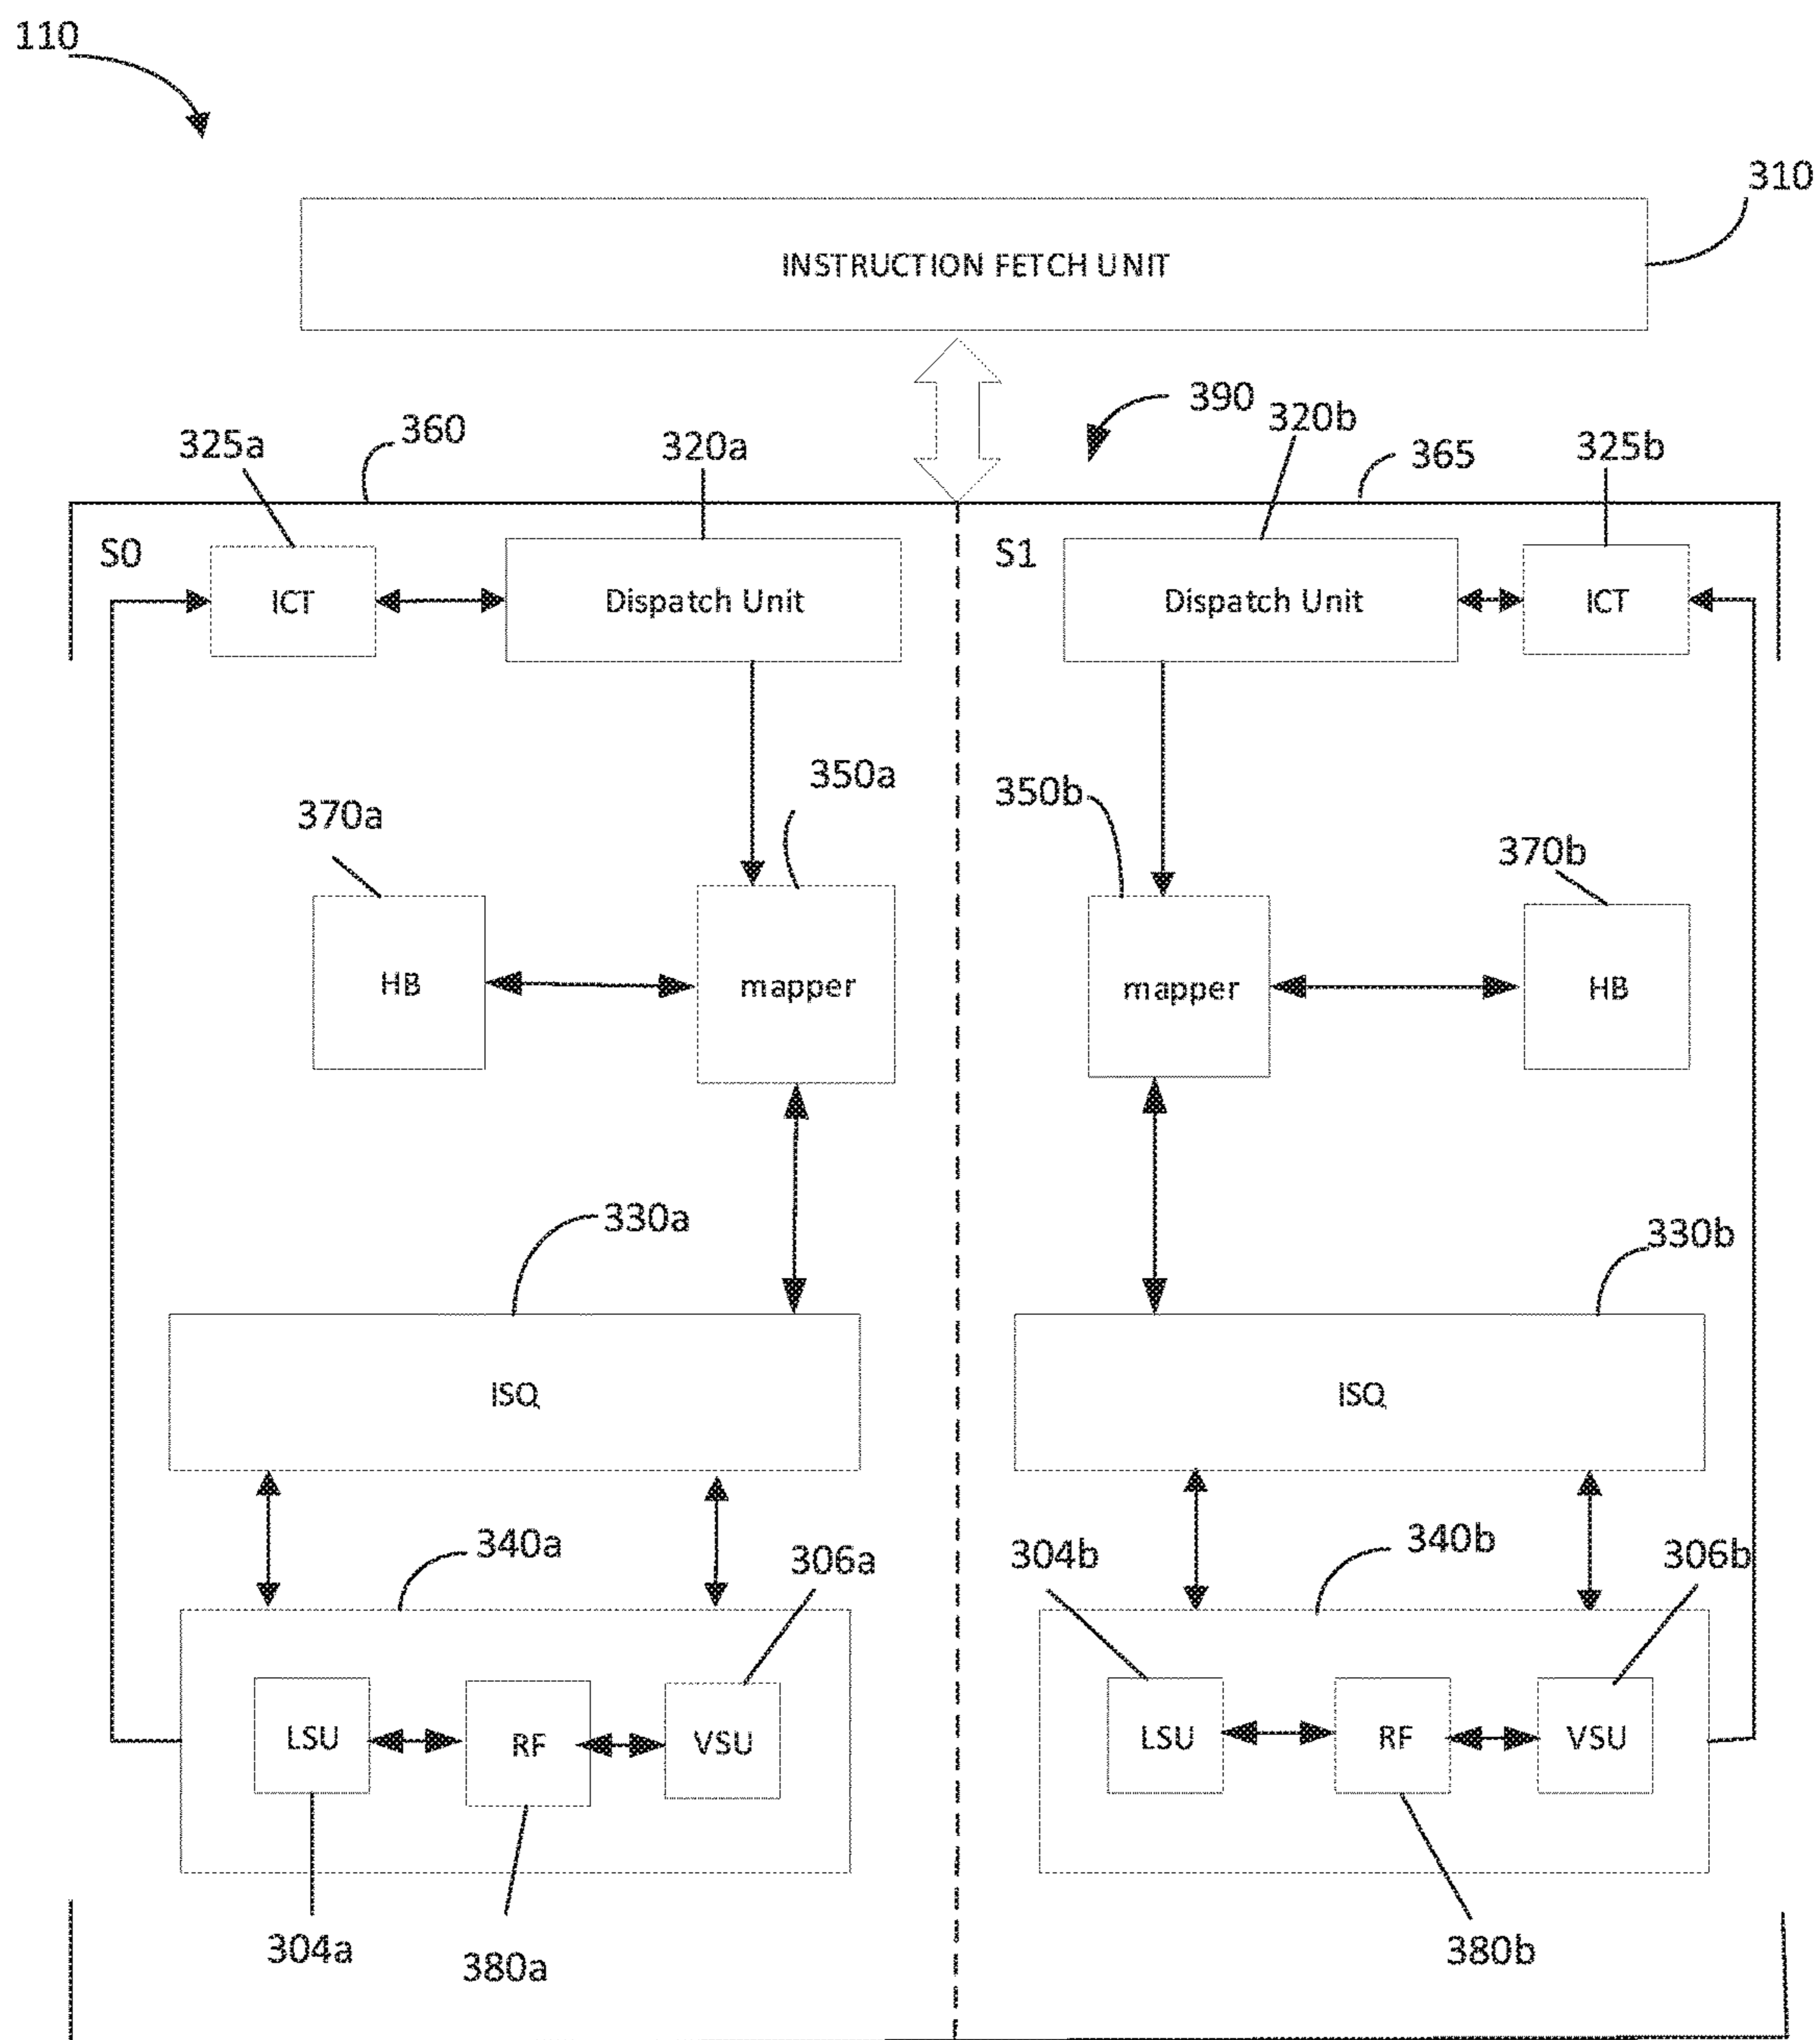 110
310
INSTRUCTION FETCH UNIT
390
320b
360
325a
320a
365
325b
S0
ICT
Dispatch Unit
S1
Dispatch Unit
ICT
350a
350b
370a
370b
HB
mapper
mapper
HB
330a
330b
ISQ
ISQ
340a
306a
304b
340b
306b
LSU
RF
VSU
LSU
RF
VSU
304a
380a
380b